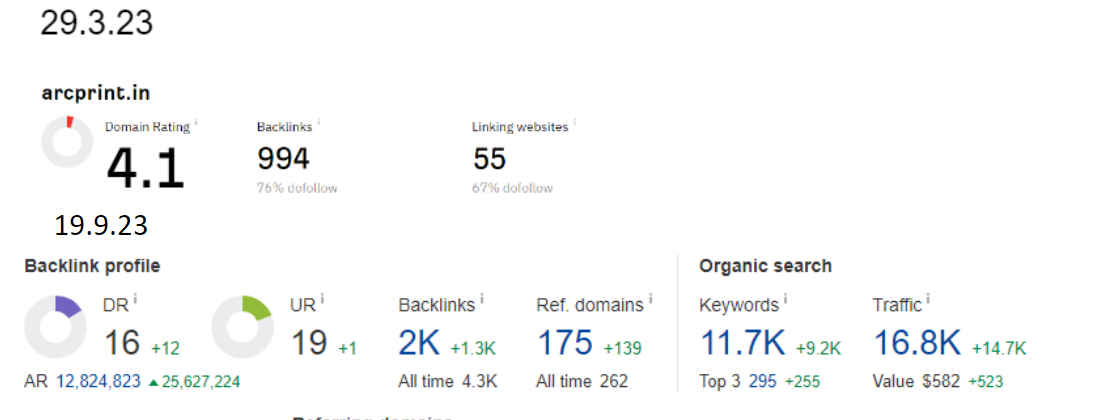 29.3.23
arcprint.in
Domain Rating i Backlinks i Linking websites i
4.1 994 55
76% dofollow 67% dofollow
19.9.23
Backlink profile Organic search
DR i UR i Backlinks i Ref. domains i Keywords i Traffic i
16 +12 19 +1 2K +1.3K 175 +139 11.7K +9.2K 16.8K +14.7K
AR 12,824,823 ▲25,627,224 All time 4.3K All time 262 Top 3 295 +255 Value $582 +523
Referring domains